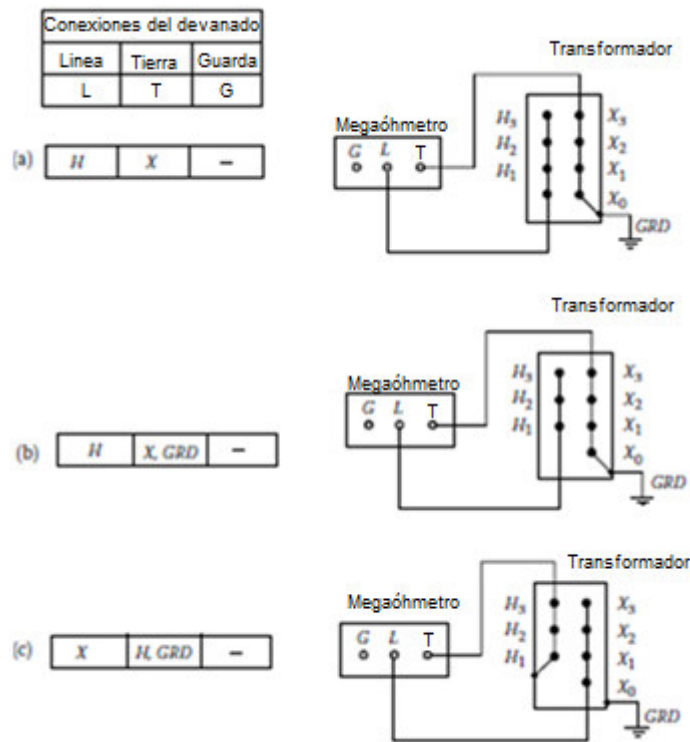 Conexiones del devanado
Linea Tierra Guarda
L T G
(a) H X –
Transformador
Megaóhmetro
G L T
H3 X3
H2 X2
H1 X1
X0
GRD
(b) H X, GRD –
Transformador
Megaóhmetro
G L T
H3 X3
H2 X2
H1 X1
X0
GRD
(c) X H, GRD –
Transformador
Megaóhmetro
G L T
H3 X3
H2 X2
H1 X1
X0
GRD